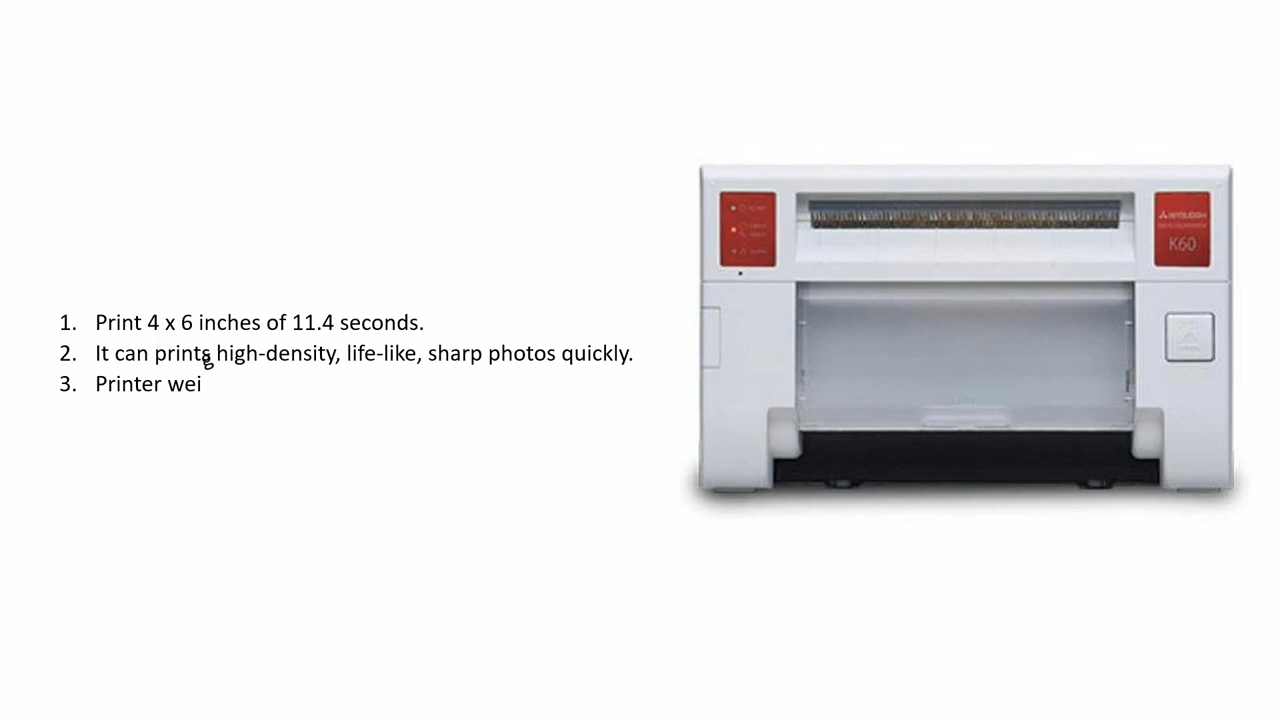 1. Print 4 x 6 inches of 11.4 seconds.
2. It can prints high-density, life-like, sharp photos quickly.
3. Printer wei
g
MITSUBISHI
K60